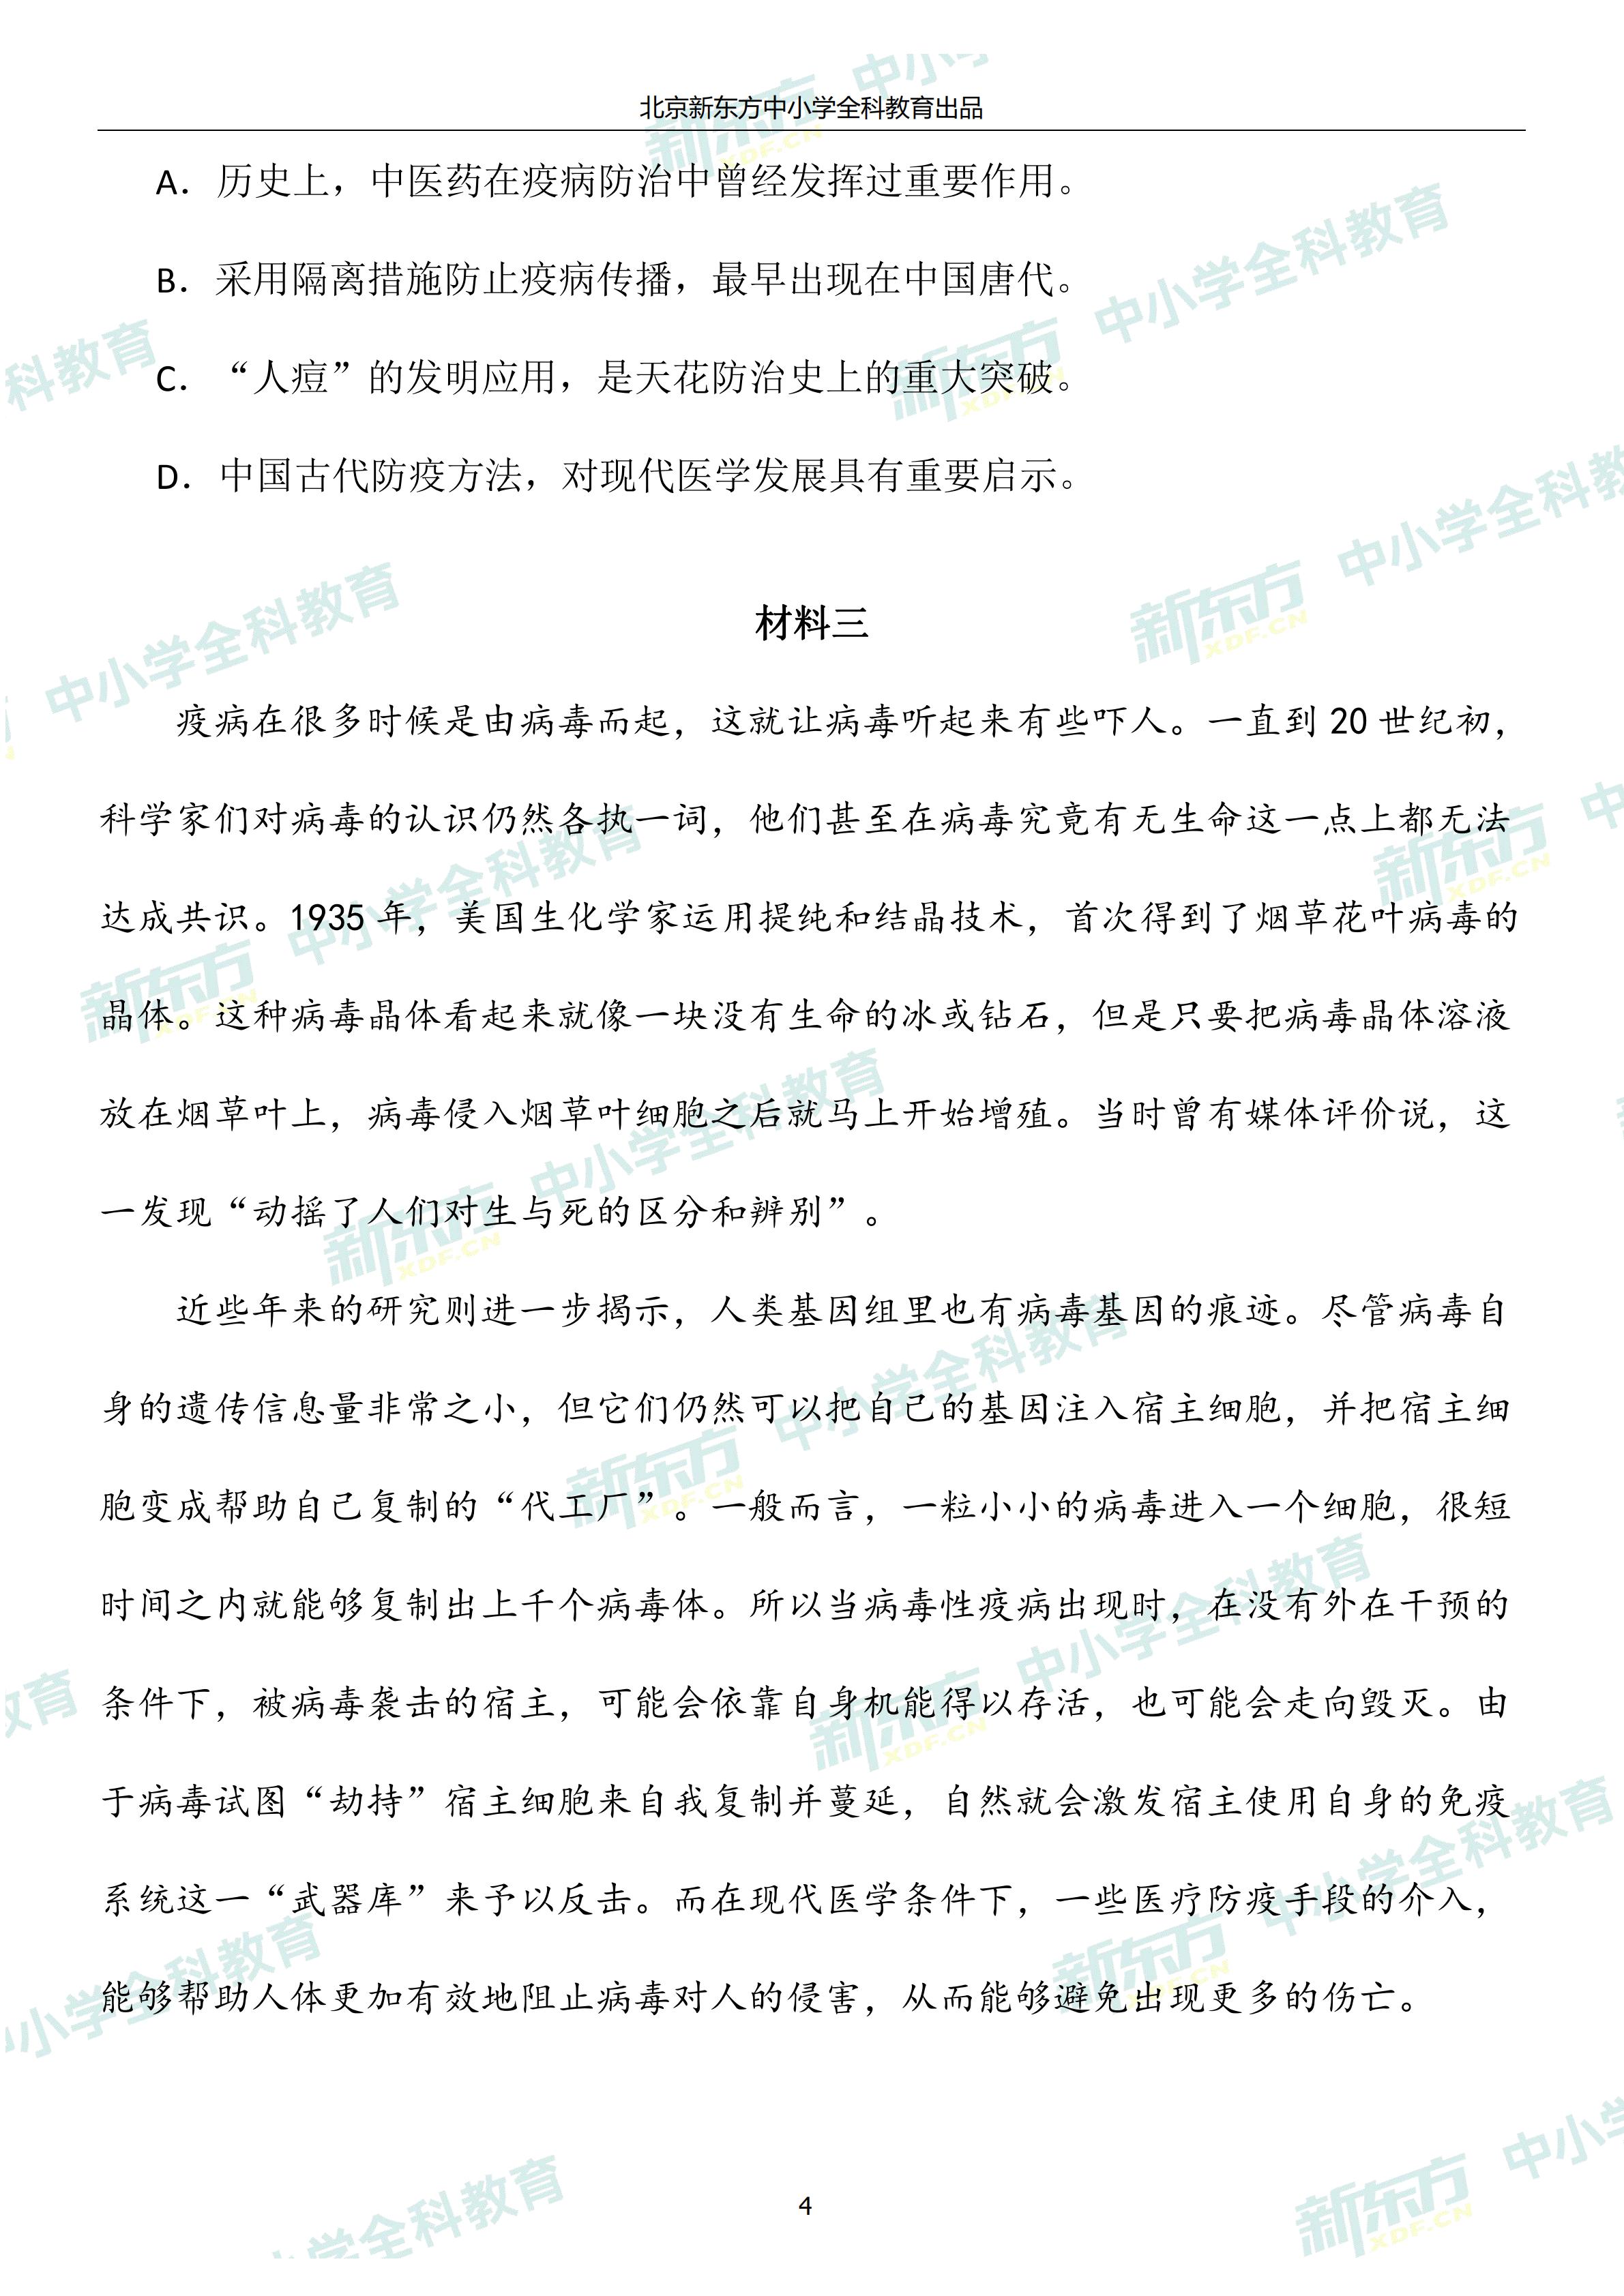 北京新东方中小学全科教育出品
A．历史上，中医药在疫病防治中曾经发挥过重要作用。
B．采用隔离措施防止疫病传播，最早出现在中国唐代。
C．“人痘”的发明应用，是天花防治史上的重大突破。
D．中国古代防疫方法，对现代医学发展具有重要启示。
材料三
疫病在很多时候是由病毒而起，这就让病毒听起来有些吓人。一直到 20 世纪初，
科学家们对病毒的认识仍然各执一词，他们甚至在病毒究竟有无生命这一点上都无法
达成共识。1935 年，美国生化学家运用提纯和结晶技术，首次得到了烟草花叶病毒的
晶体。这种病毒晶体看起来就像一块没有生命的冰或钻石，但是只要把病毒晶体溶液
放在烟草叶上，病毒侵入烟草叶细胞之后就马上开始增殖。当时曾有媒体评价说，这
一发现“动摇了人们对生与死的区分和辨别”。
近些年来的研究则进一步揭示，人类基因组里也有病毒基因的痕迹。尽管病毒自
身的遗传信息量非常之小，但它们仍然可以把自己的基因注入宿主细胞，并把宿主细
胞变成帮助自己复制的“代工厂”。一般而言，一粒小小的病毒进入一个细胞，很短
时间之内就能够复制出上千个病毒体。所以当病毒性疫病出现时，在没有外在干预的
条件下，被病毒袭击的宿主，可能会依靠自身机能得以存活，也可能会走向毁灭。由
于病毒试图“劫持”宿主细胞来自我复制并蔓延，自然就会激发宿主使用自身的免疫
系统这一“武器库”来予以反击。而在现代医学条件下，一些医疗防疫手段的介入，
能够帮助人体更加有效地阻止病毒对人的侵害，从而能够避免出现更多的伤亡。
4
新东方 XDF.CN 中小学全科教育